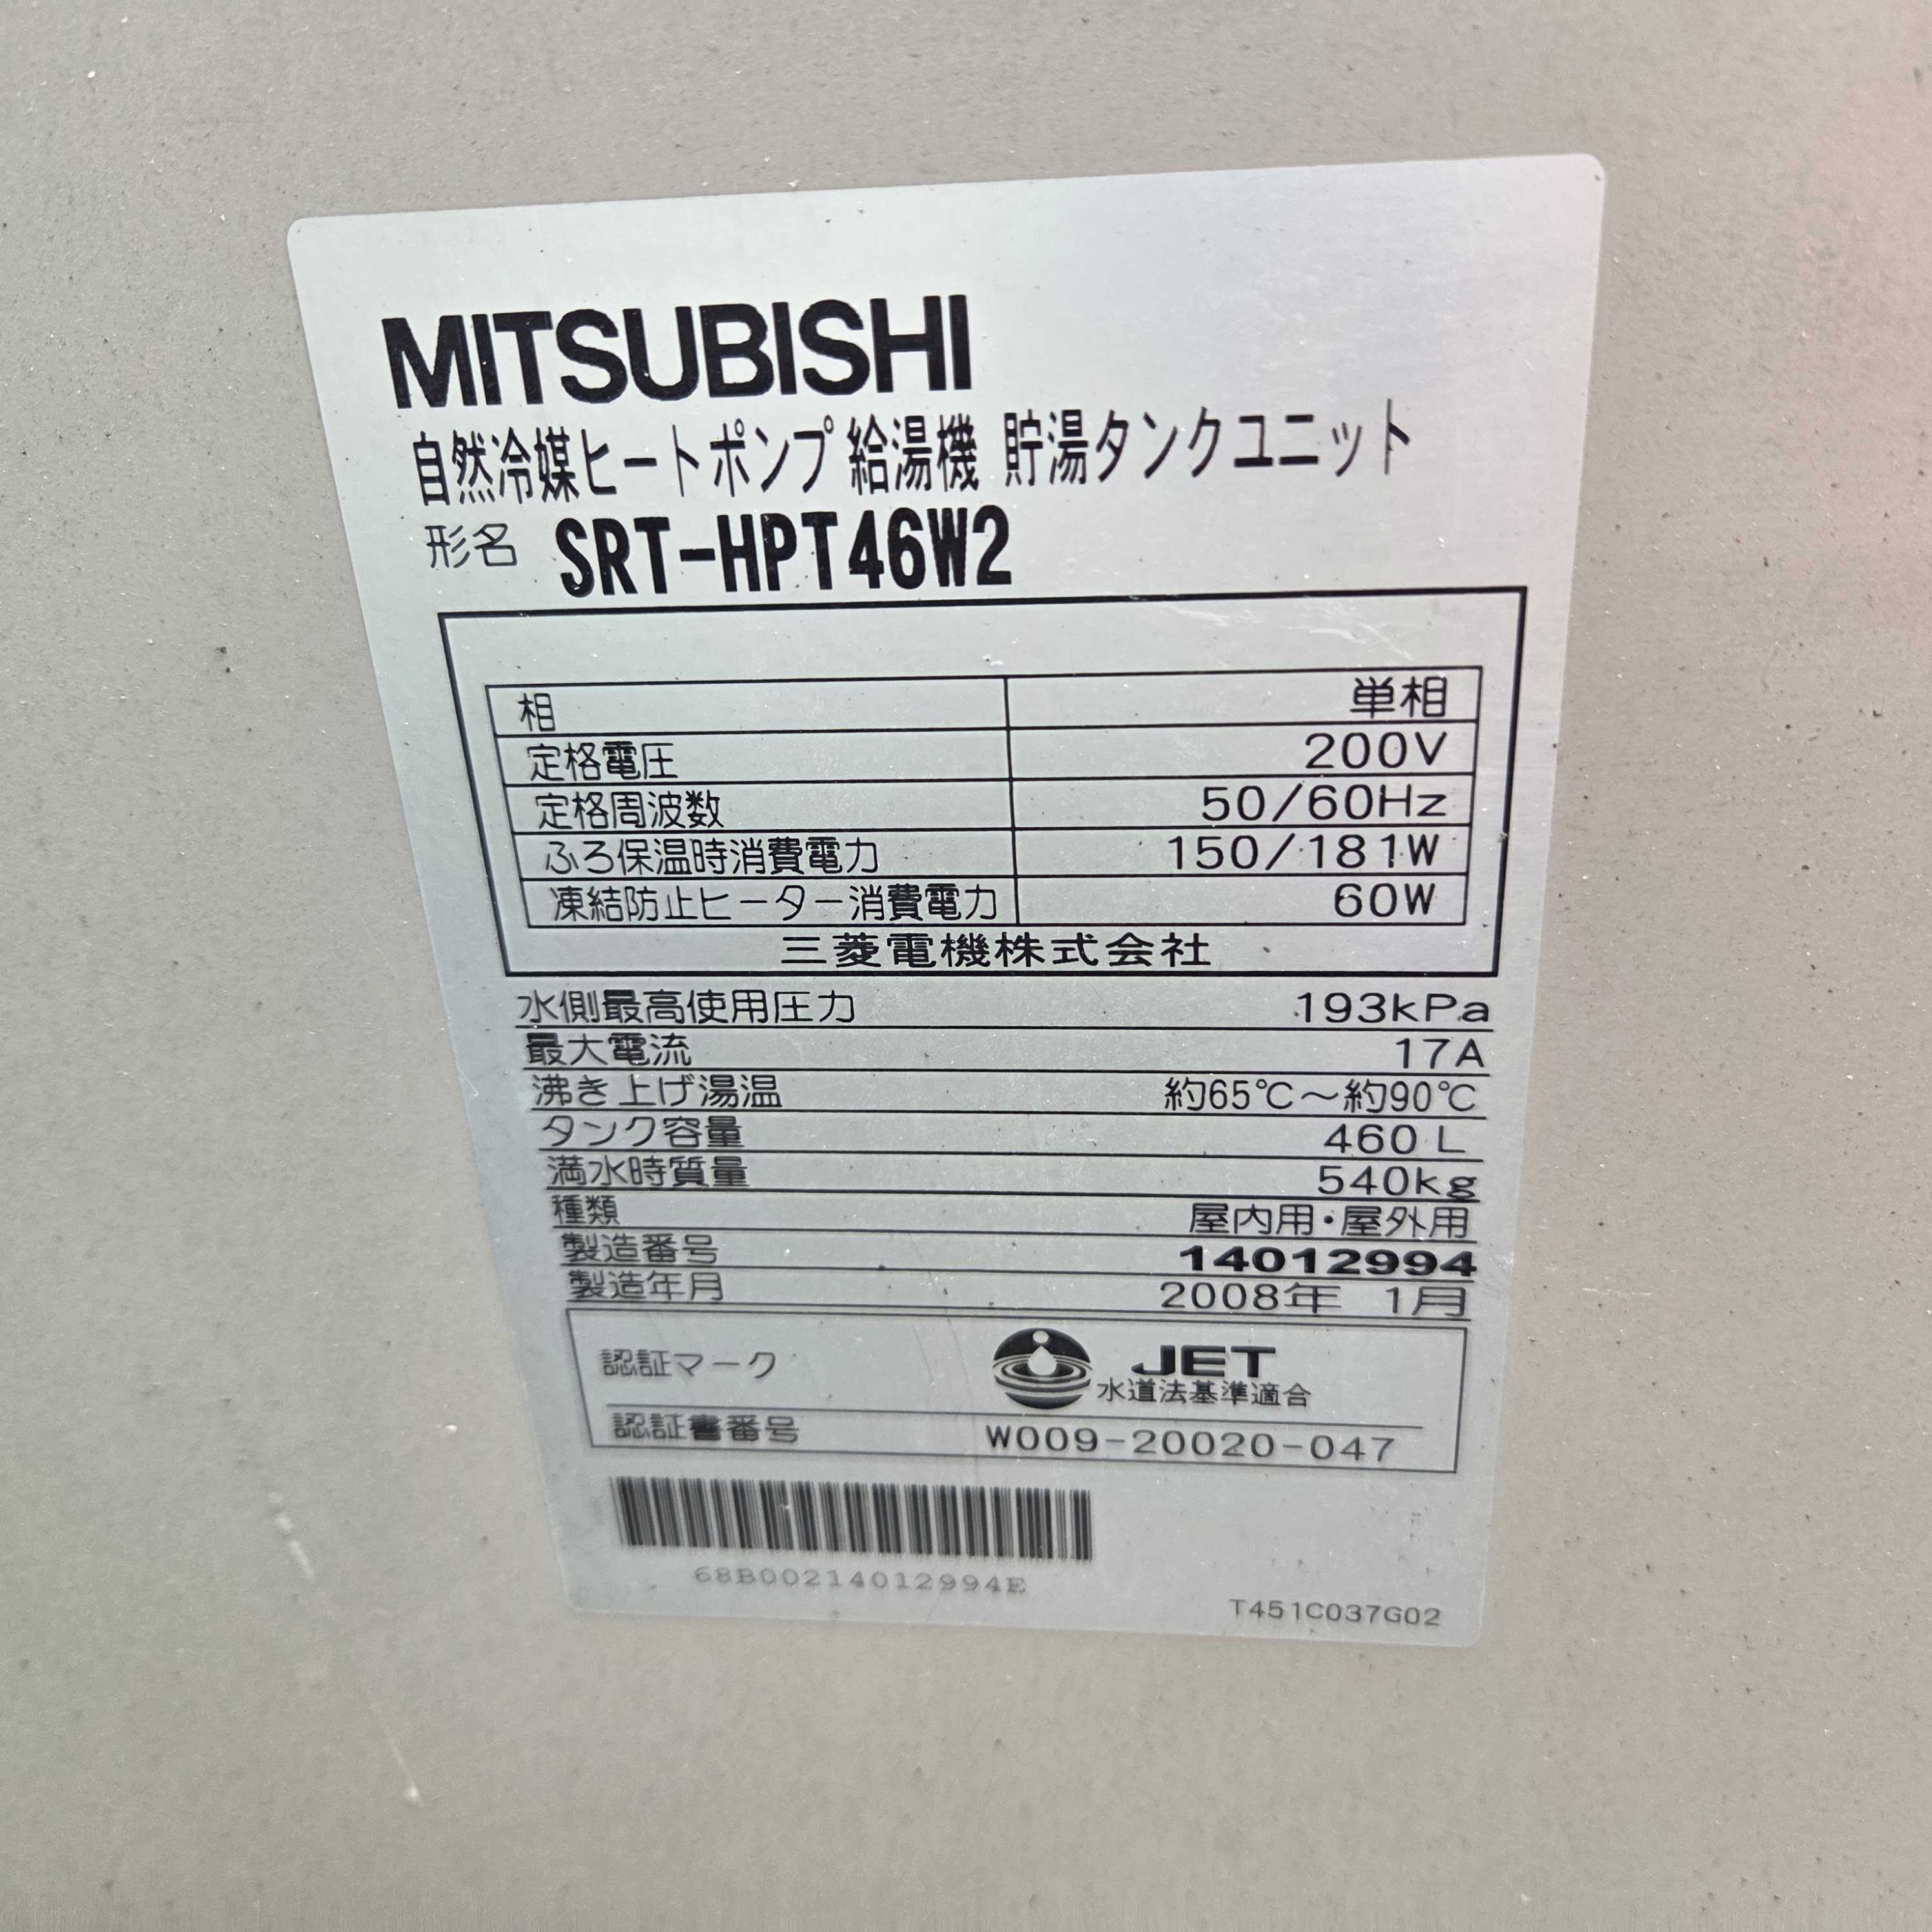 MITSUBISHI
自然冷媒ヒートポンプ給湯機 貯湯タンクユニット
形名 SRT-HPT46W2
相 単相
定格電圧 200V
定格周波数 50/60Hz
ふろ保温時消費電力 150/181W
凍結防止ヒーター消費電力 60W
三菱電機株式会社
水側最高使用圧力 193kPa
最大電流 17A
沸き上げ湯温 約65℃～約90℃
タンク容量 460L
満水時質量 540kg
種類 屋内用・屋外用
製造番号 14012994
製造年月 2008年 1月
認証マーク JET
水道法基準適合
認証書番号 W009-20020-047
68B00214012994E
T451C037G02